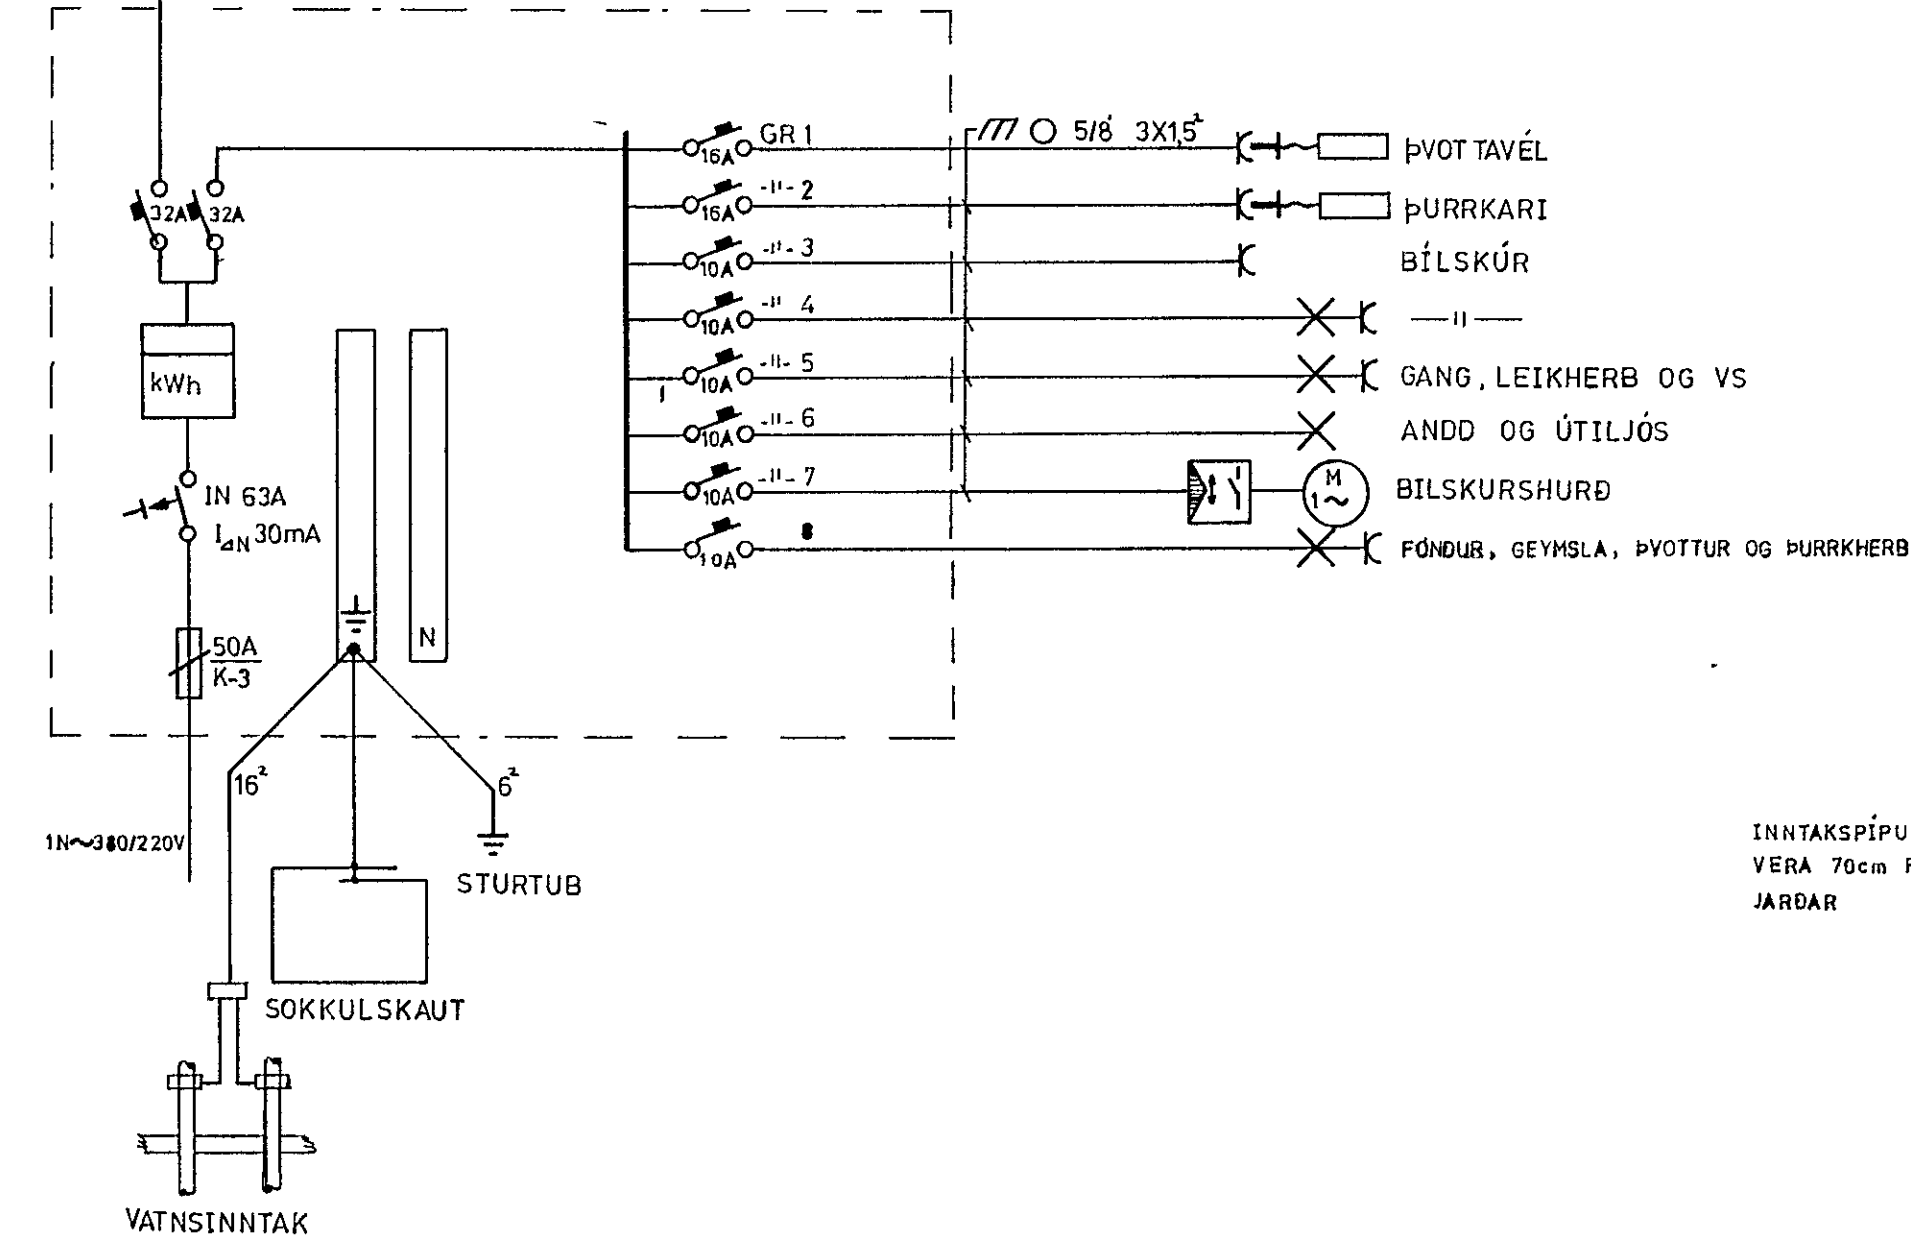 GR 1 5/8 3X1,5²
16A ÞVOTTAVÉL
-II- 2
16A ÞURRKARI
32A 32A
-II- 3
10A BÍLSKÚR
-II- 4
10A —II—
-II- 5
10A GANG, LEIKHERB OG VS
kWh
-II- 6
10A ANDD OG ÚTILJÓS
-II- 7
10A M 1~ BILSKURSHURÐ
IN 63A
I⊿N 30mA
8
10A FÖNDUR, GEYMSLA, ÞVOTTUR OG ÞURRKHERB
N
50A
K-3
16²
6²
1N~380/220V
STURTUB
INNTAKSPÍPU
VERA 70cm
JARÐAR
SOKKULSKAUT
VATNSINNTAK